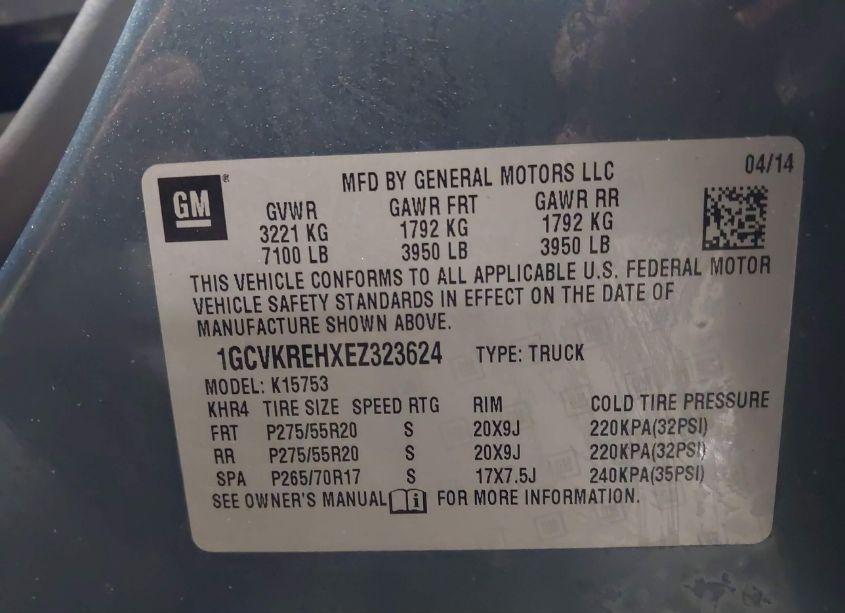 GM®
MFD BY GENERAL MOTORS LLC 04/14
GVWR GAWR FRT GAWR RR
3221 KG 1792 KG 1792 KG
7100 LB 3950 LB 3950 LB
THIS VEHICLE CONFORMS TO ALL APPLICABLE U.S. FEDERAL MOTOR
VEHICLE SAFETY STANDARDS IN EFFECT ON THE DATE OF
MANUFACTURE SHOWN ABOVE.
1GCVKREHXEZ323624 TYPE: TRUCK
MODEL: K15753
KHR4 TIRE SIZE SPEED RTG RIM COLD TIRE PRESSURE
FRT P275/55R20 S 20X9J 220KPA(32PSI)
RR P275/55R20 S 20X9J 220KPA(32PSI)
SPA P265/70R17 S 17X7.5J 240KPA(35PSI)
SEE OWNER'S MANUAL i FOR MORE INFORMATION.